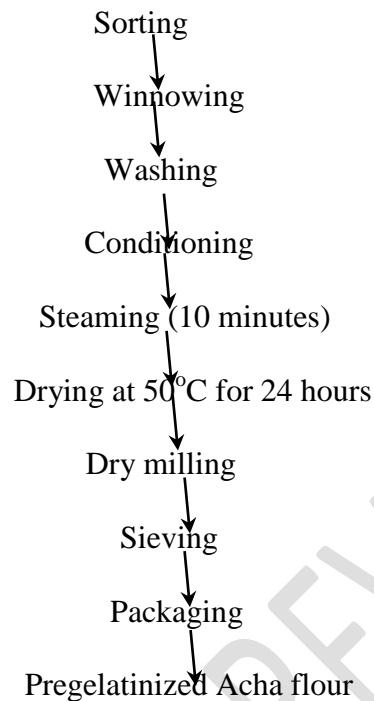 Sorting
Winnowing
Washing
Conditioning
Steaming (10 minutes)
Drying at 50°C for 24 hours
Dry milling
Sieving
Packaging
Pregelatinized Acha flour